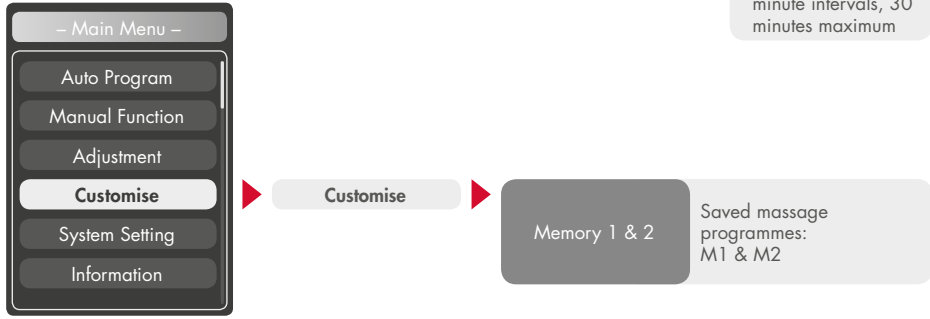 minute intervals, 30
minutes maximum
– Main Menu –
Auto Program
Manual Function
Adjustment
Customise
System Setting
Information
Customise
Memory 1 & 2
Saved massage
programmes:
M1 & M2